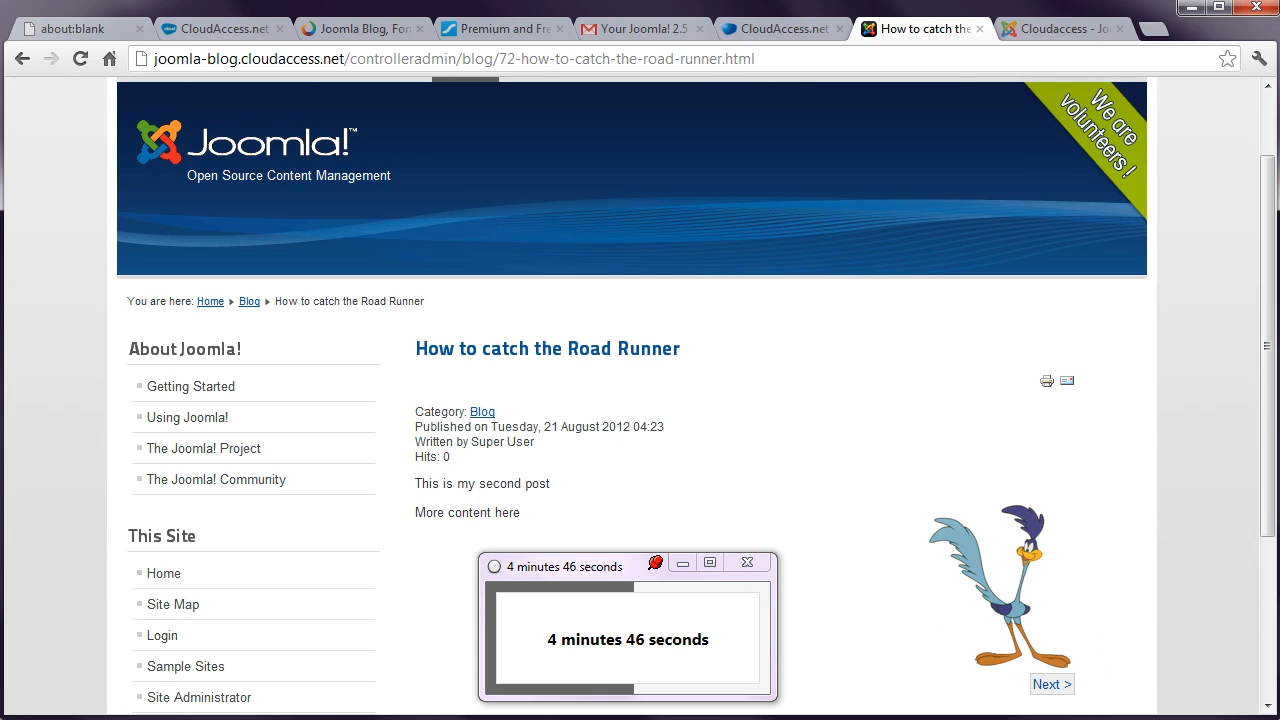 about:blank
CloudAccess.net
Joomla Blog, For
Premium and Fre
Your Joomla! 2.5
CloudAccess.net
How to catch the
Cloudaccess - Jo
joomla-blog.cloudaccess.net/controlleradmin/blog/72-how-to-catch-the-road-runner.html
Joomla!™
Open Source Content Management
We are
volunteers !
You are here: Home Blog How to catch the Road Runner
About Joomla!
Getting Started
Using Joomla!
The Joomla! Project
The Joomla! Community
This Site
Home
Site Map
Login
Sample Sites
Site Administrator
How to catch the Road Runner
Category: Blog
Published on Tuesday, 21 August 2012 04:23
Written by Super User
Hits: 0
This is my second post
More content here
4 minutes 46 seconds
4 minutes 46 seconds
Next >